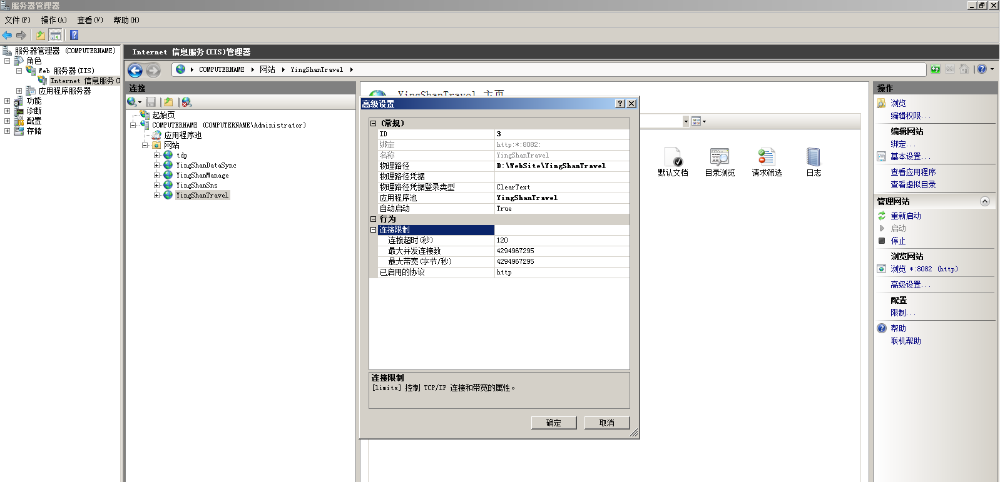 服务器管理器
文件(F) 操作(A) 查看(V) 帮助(H)
服务器管理器 (COMPUTERNAME)
角色
Web 服务器(IIS)
Internet 信息服务(I
应用程序服务器
功能
诊断
配置
存储
Internet 信息服务(IIS)管理器
COMPUTERNAME 网站 YingShanTravel
连接
起始页
COMPUTERNAME (COMPUTERNAME\Administrator)
应用程序池
网站
tdp
YingShanDataSync
YingShanManage
YingShanSns
YingShanTravel
YingShanTravel 主页
默认文档 目录浏览 请求筛选 日志
高级设置
(常规)
ID 3
绑定 http:*:8082:
名称 YingShanTravel
物理路径 D:\WebSite\YingShanTravel
物理路径凭据
物理路径凭据登录类型 ClearText
应用程序池 YingShanTravel
自动启动 True
行为
连接限制
连接超时(秒) 120
最大并发连接数 4294967295
最大带宽(字节/秒) 4294967295
已启用的协议 http
连接限制
[limits] 控制 TCP/IP 连接和带宽的属性。
确定 取消
操作
浏览
编辑权限...
编辑网站
绑定...
基本设置...
查看应用程序
查看虚拟目录
管理网站
重新启动
启动
停止
浏览网站
浏览 *:8082 (http)
高级设置...
配置
限制...
帮助
联机帮助